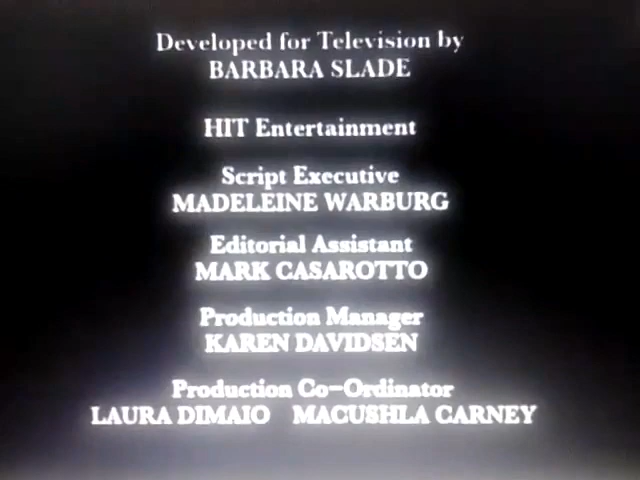 Developed for Television by
BARBARA SLADE
HIT Entertainment
Script Executive
MADELEINE WARBURG
Editorial Assistant
MARK CASAROTTO
Production Manager
KAREN DAVIDSEN
Production Co-Ordinator
LAURA DIMAIO MACUSHLA CARNEY